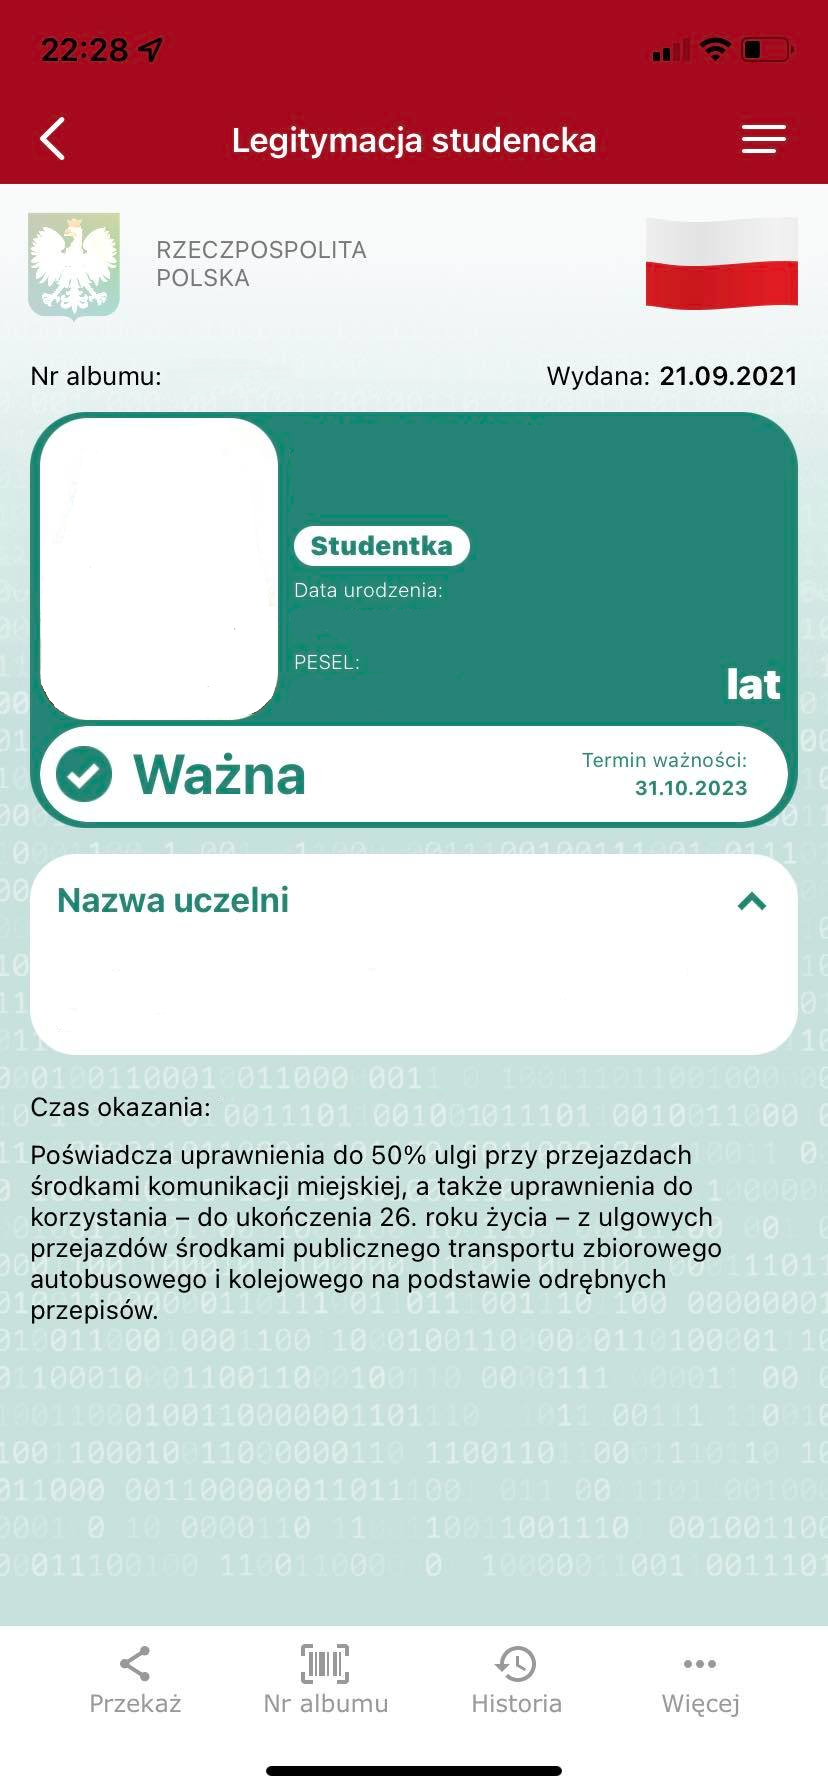 22:28
Legitymacja studencka
RZECZPOSPOLITA
POLSKA
Nr albumu:
Wydana: 21.09.2021
Studentka
Data urodzenia:
PESEL:
lat
Ważna
Termin ważności:
31.10.2023
Nazwa uczelni
Czas okazania:
Poświadcza uprawnienia do 50% ulgi przy przejazdach
środkami komunikacji miejskiej, a także uprawnienia do
korzystania – do ukończenia 26. roku życia – z ulgowych
przejazdów środkami publicznego transportu zbiorowego
autobusowego i kolejowego na podstawie odrębnych
przepisów.
Przekaż
Nr albumu
Historia
Więcej